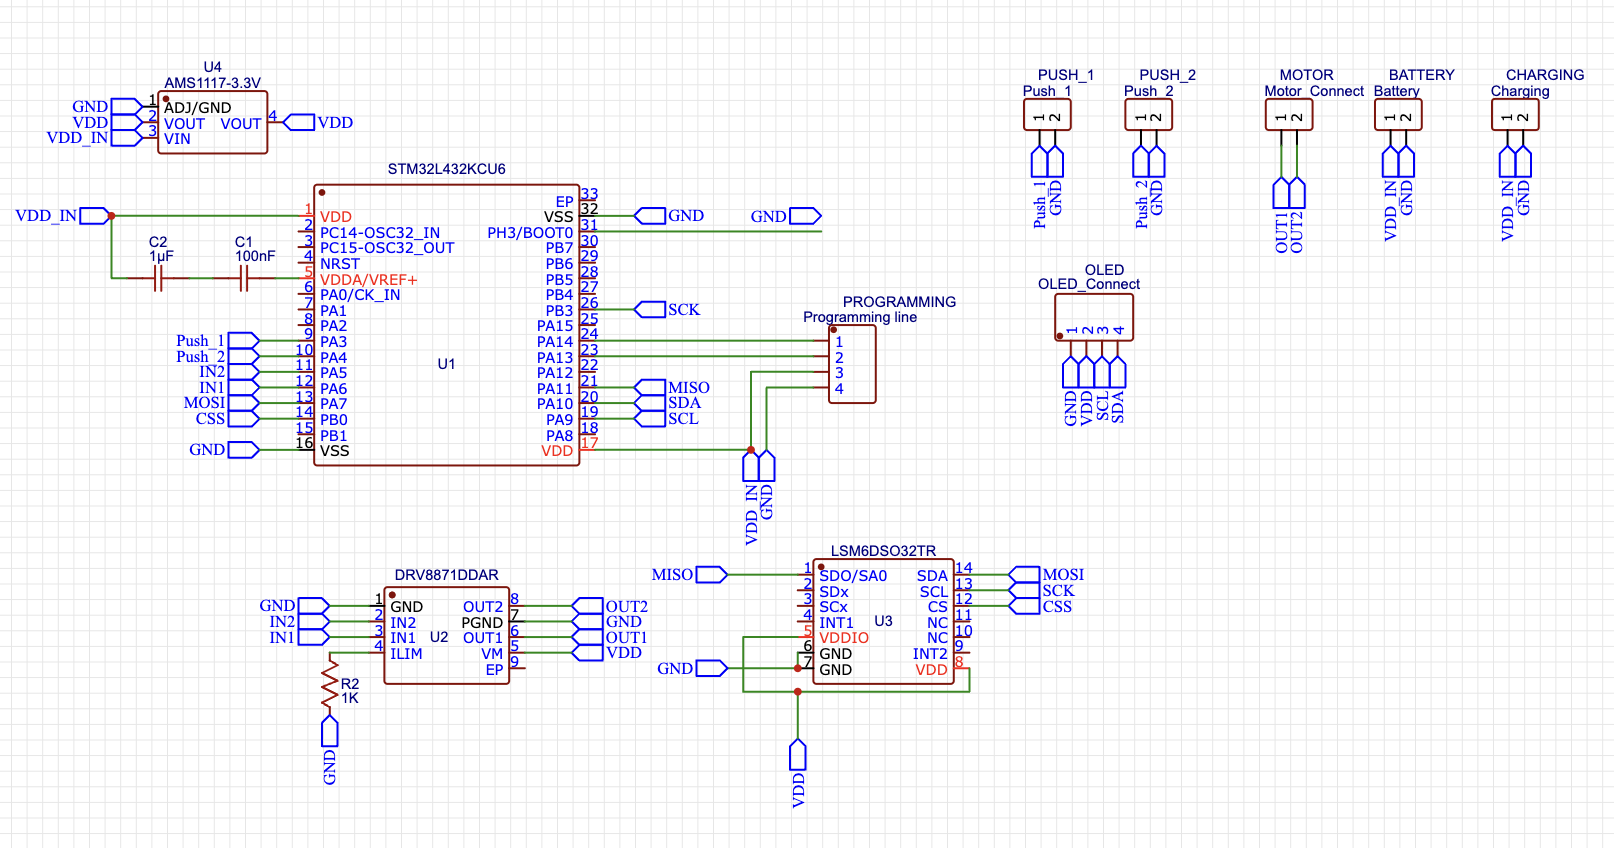 U4
AMS1117-3.3V
GND 1 ADJ/GND
VDD 2 VOUT VOUT 4 VDD
VDD_IN 3 VIN
STM32L432KCU6
U1
VDD_IN
C2
1µF
C1
100nF
1 VDD
2 PC14-OSC32_IN
3 PC15-OSC32_OUT
4 NRST
5 VDDA/VREF+
6 PA0/CK_IN
7 PA1
8 PA2
Push_1 9 PA3
Push_2 10 PA4
IN2 11 PA5
IN1 12 PA6
MOSI 13 PA7
CSS 14 PB0
15 PB1
GND 16 VSS
EP 33
VSS 32 GND
GND
PH3/BOOT0 31
PB7 30
PB6 29
PB5 28
PB4 27
PB3 26 SCK
PA15 25
PA14 24
PA13 23
PA12 22
PA11 21 MISO
PA10 20 SDA
PA9 19 SCL
PA8 18
VDD 17
PROGRAMMING
Programming line
1
2
3
4
VDD_IN
GND
PUSH_1
Push_1
1 2
Push_1
GND
PUSH_2
Push_2
1 2
Push_2
GND
MOTOR
Motor_Connect
1 2
OUT1
OUT2
BATTERY
Battery
1 2
VDD_IN
GND
CHARGING
Charging
1 2
VDD_IN
GND
OLED
OLED_Connect
1 2 3 4
GND
VDD
SCL
SDA
DRV8871DDAR
U2
GND 1 GND
IN2 2 IN2
IN1 3 IN1
4 ILIM
OUT2 8 OUT2
PGND 7 GND
OUT1 6 OUT1
VM 5 VDD
EP 9
R2
1K
GND
LSM6DSO32TR
U3
MISO 1 SDO/SA0
2 SDx
3 SCx
4 INT1
5 VDDIO
6 GND
GND 7 GND
SDA 14 MOSI
SCL 13 SCK
CS 12 CSS
NC 11
NC 10
INT2 9
VDD 8
VDD